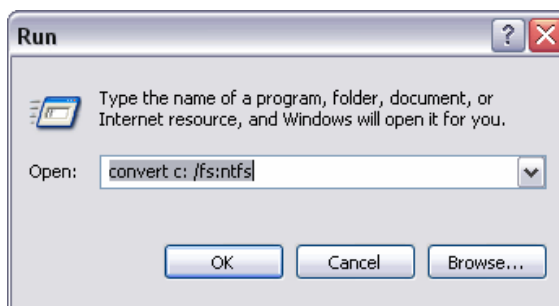 Run
Type the name of a program, folder, document, or
Internet resource, and Windows will open it for you.
Open: convert c: /fs:ntfs
OK Cancel Browse...